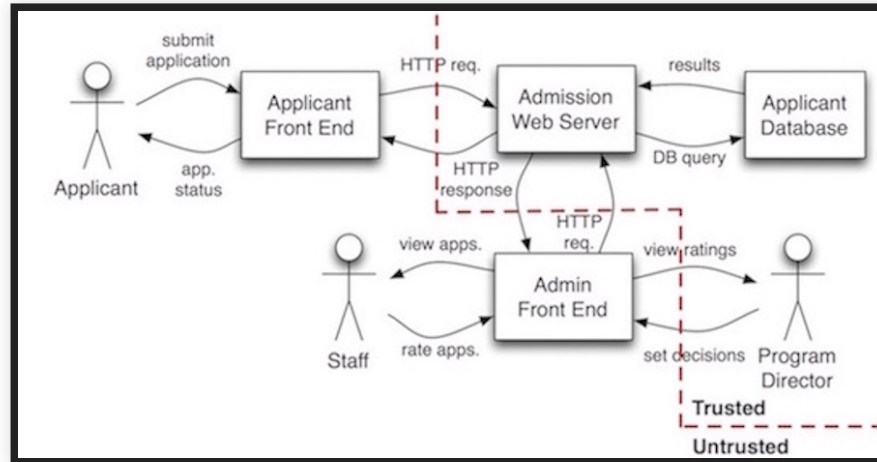 submit
application
HTTP req.
results
Applicant
Front End
Admission
Web Server
Applicant
Database
app.
status
HTTP
response
DB query
Applicant
HTTP
req.
view apps.
view ratings
Admin
Front End
rate apps.
set decisions
Staff
Program
Director
Trusted
Untrusted